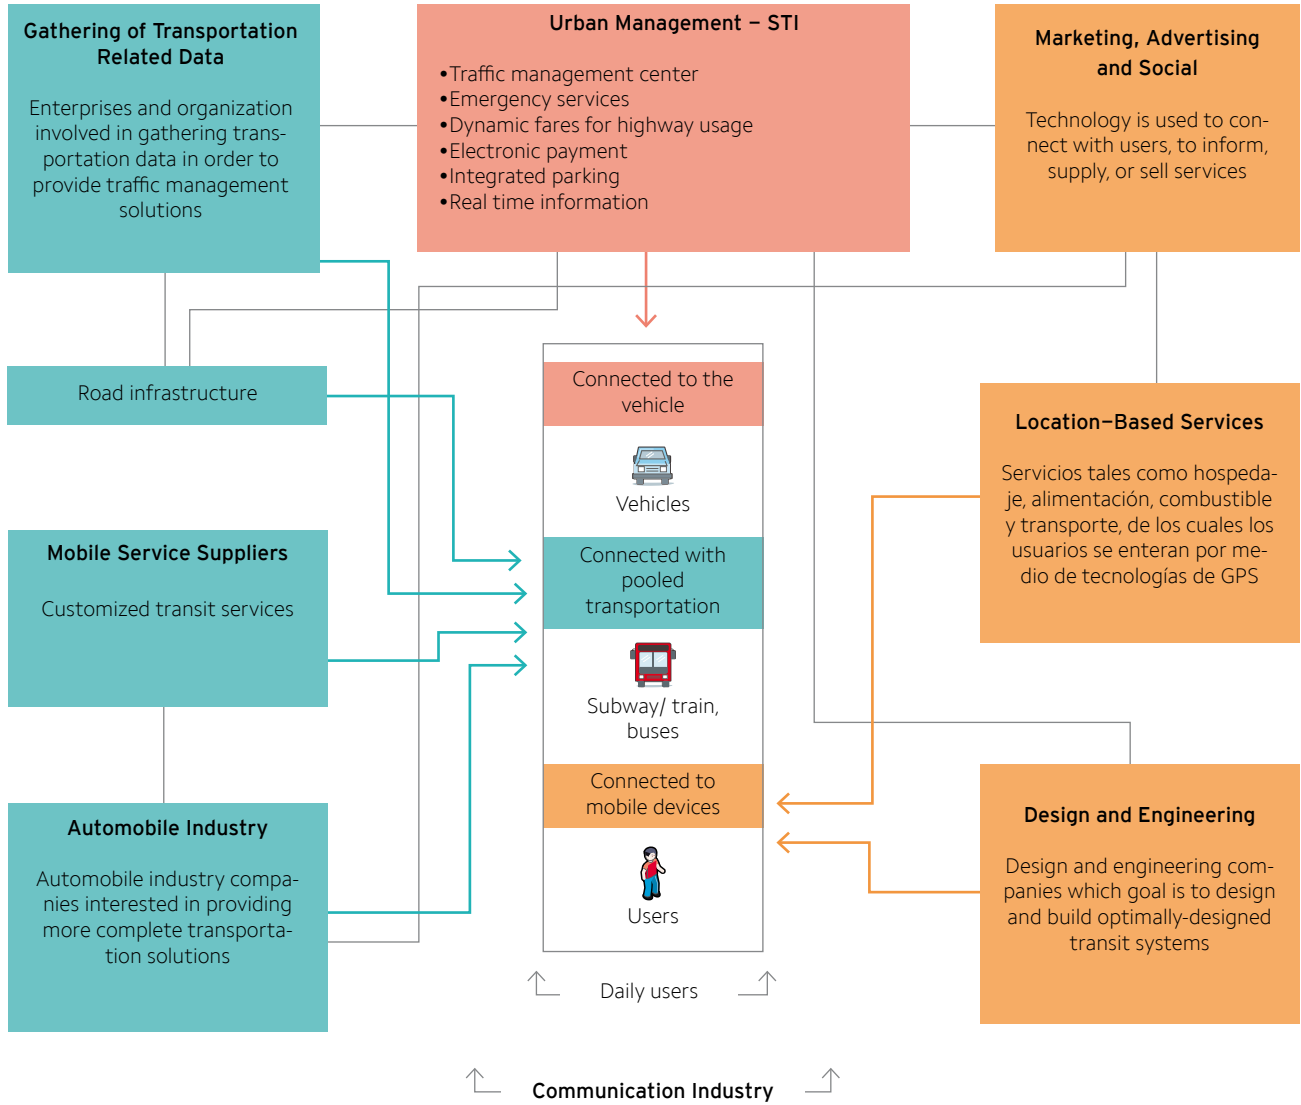 Gathering of Transportation
Related Data
Enterprises and organization
involved in gathering trans-
portation data in order to
provide traffic management
solutions
Urban Management – STI
•Traffic management center
•Emergency services
•Dynamic fares for highway usage
•Electronic payment
•Integrated parking
•Real time information
Marketing, Advertising
and Social
Technology is used to con-
nect with users, to inform,
supply, or sell services
Road infrastructure
Connected to the
vehicle
Vehicles
Location–Based Services
Servicios tales como hospeda-
je, alimentación, combustible
y transporte, de los cuales los
usuarios se enteran por me-
dio de tecnologías de GPS
Mobile Service Suppliers
Customized transit services
Connected with
pooled
transportation
Subway/ train,
buses
Connected to
mobile devices
Users
Automobile Industry
Automobile industry compa-
nies interested in providing
more complete transporta-
tion solutions
Design and Engineering
Design and engineering com-
panies which goal is to design
and build optimally-designed
transit systems
Daily users
Communication Industry